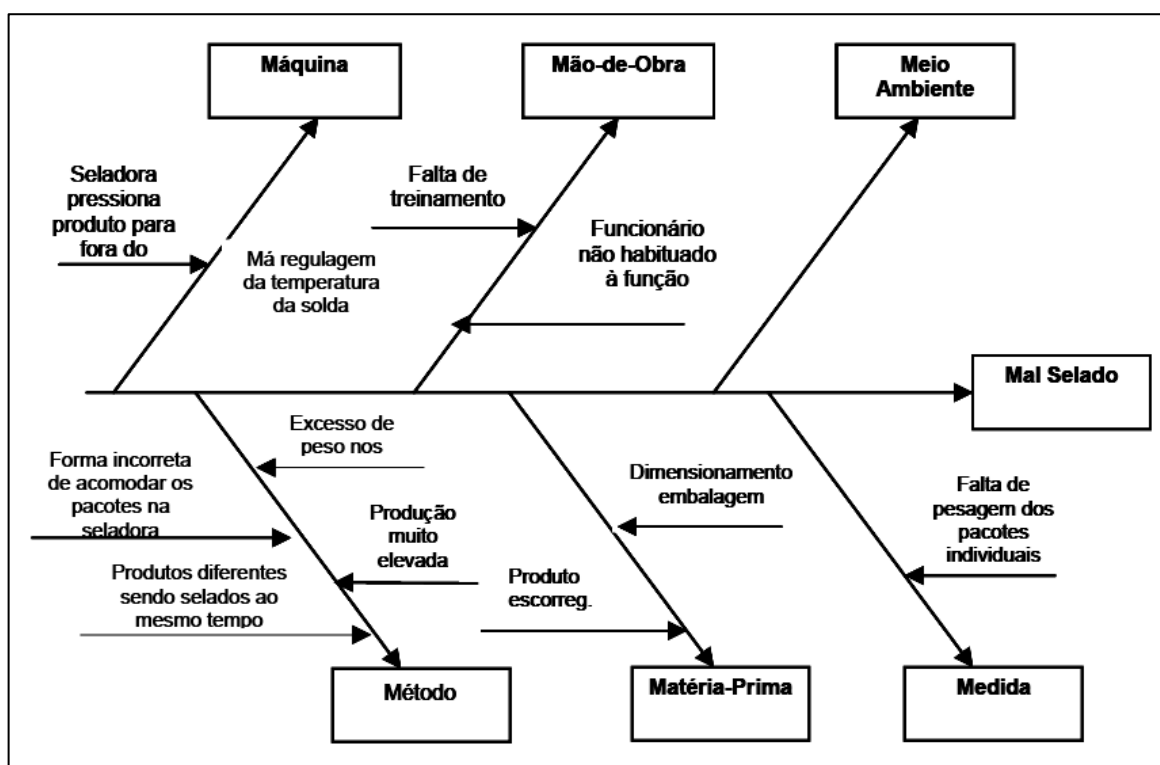 Máquina
Mão-de-Obra
Meio
Ambiente
Seladora
pressiona
produto para
fora do
Má regulagem
da temperatura
da solda
Falta de
treinamento
Funcionário
não habituado
à função
Mal Selado
Excesso de
peso nos
Forma incorreta
de acomodar os
pacotes na
seladora
Produção
muito
elevada
Produtos diferentes
sendo selados ao
mesmo tempo
Dimensionamento
embalagem
Produto
escorreg.
Falta de
pesagem dos
pacotes
individuais
Método
Matéria-Prima
Medida